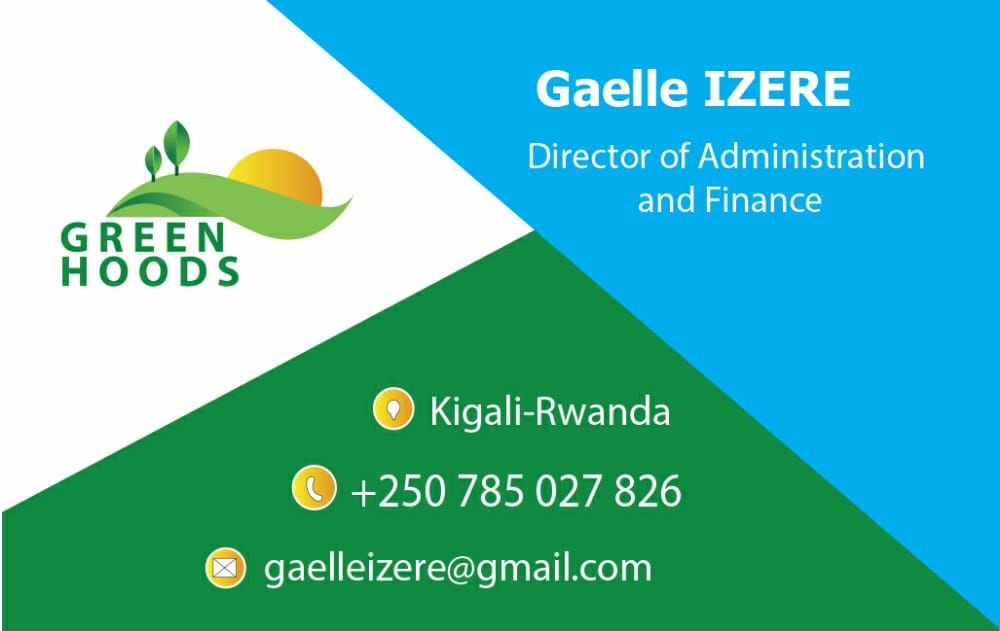 GREEN
HOODS
Gaelle IZERE
Director of Administration
and Finance
Kigali-Rwanda
+250 785 027 826
gaelleizere@gmail.com